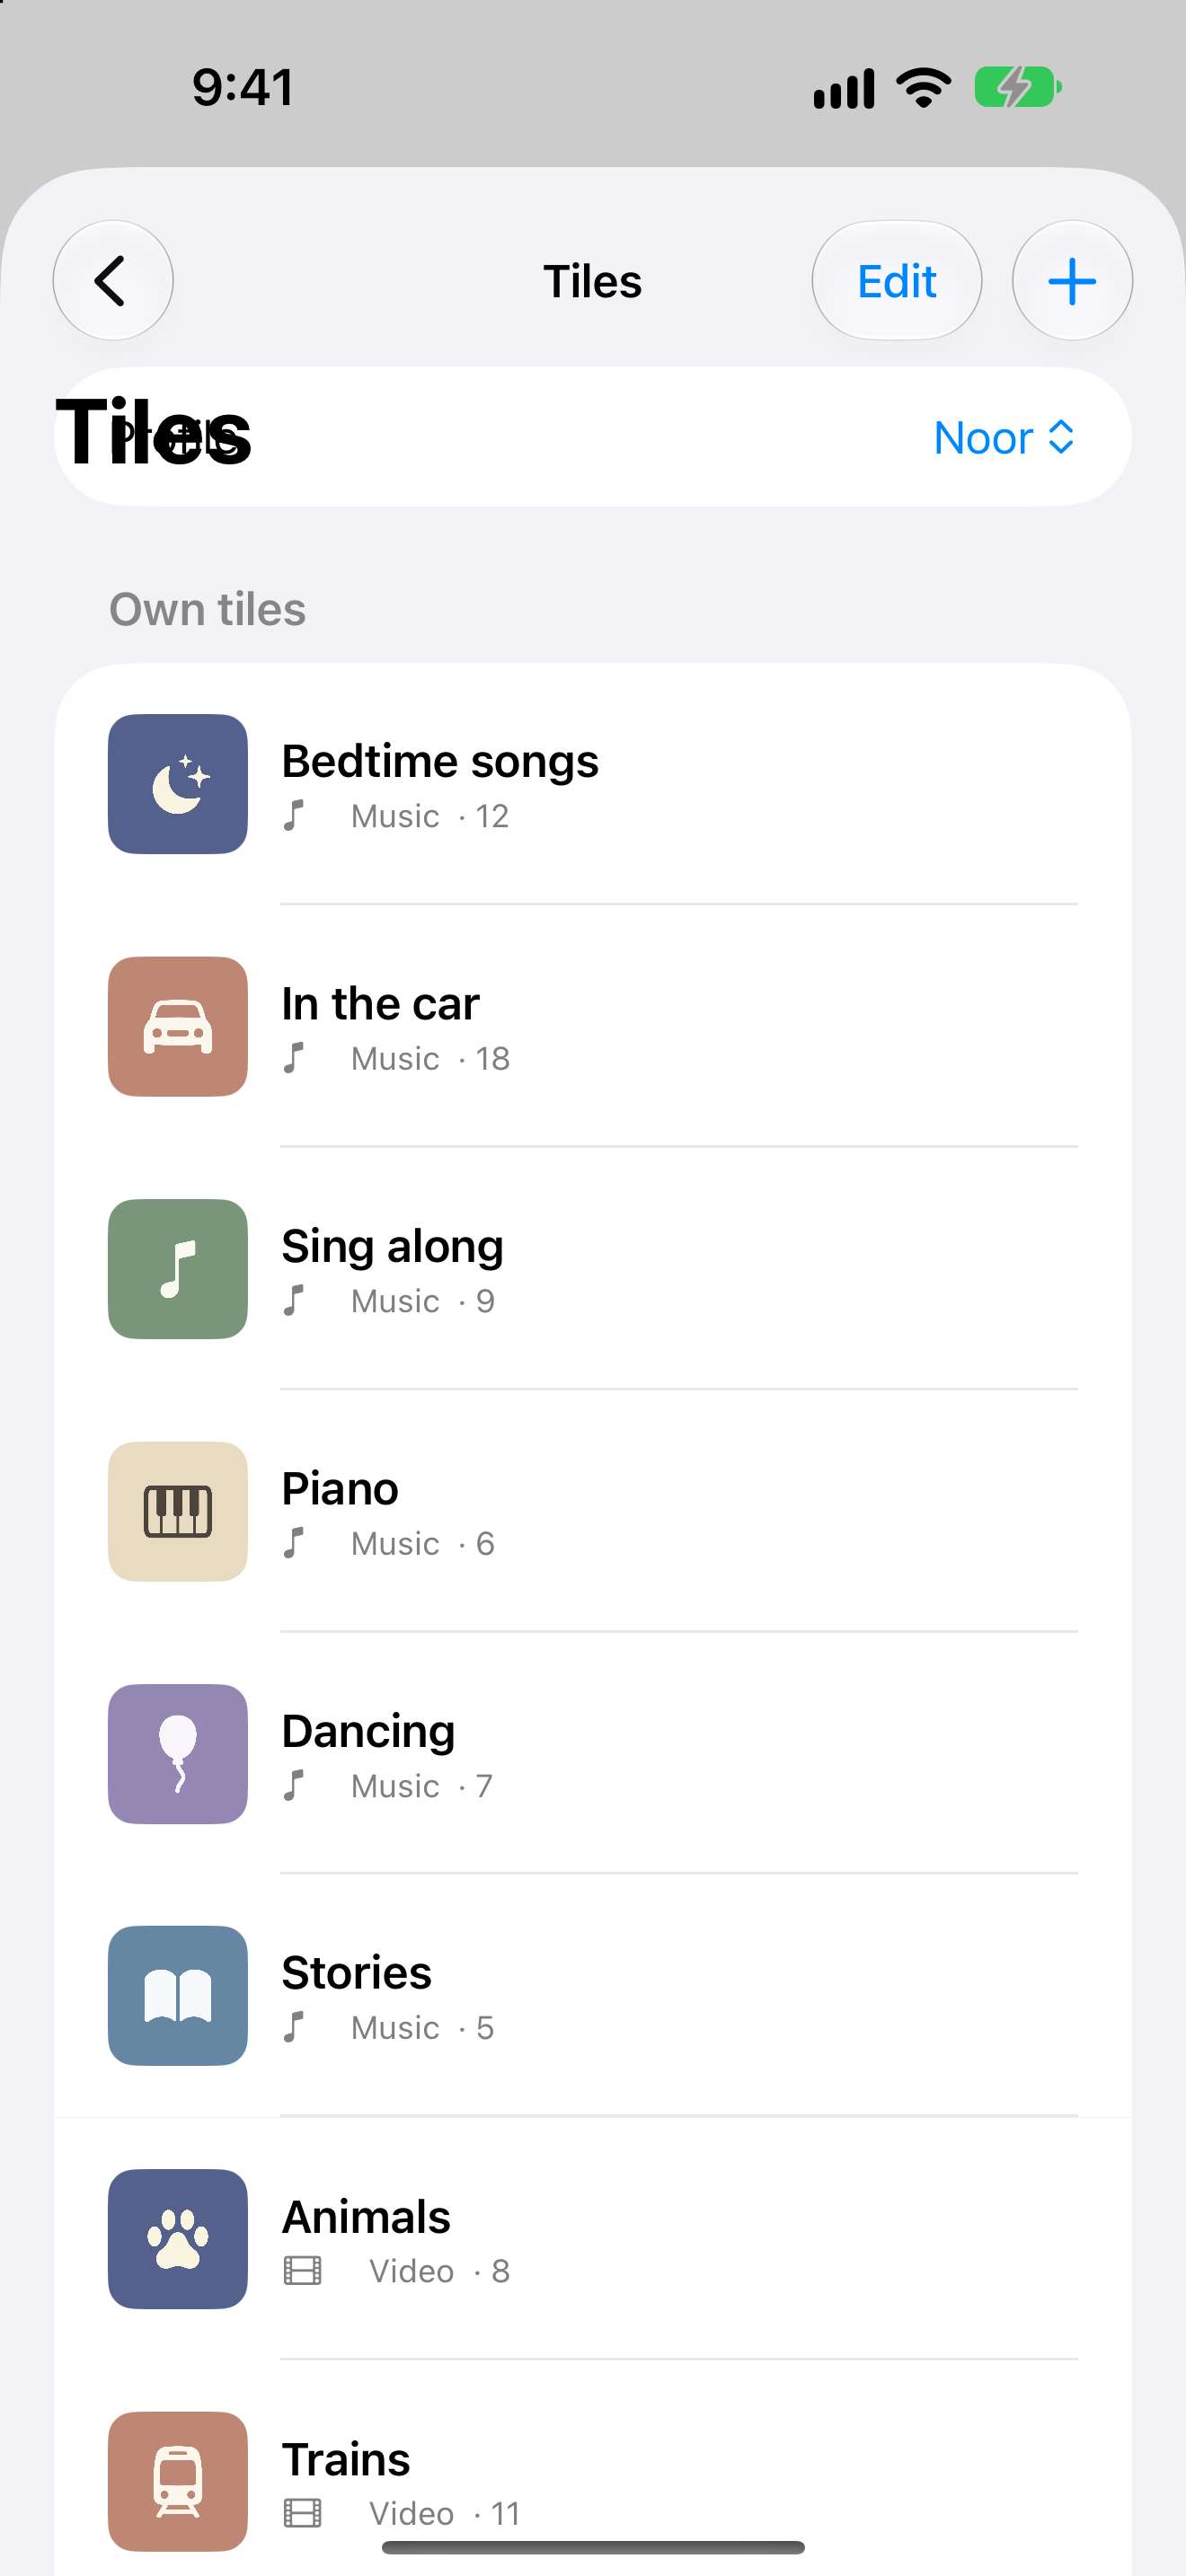 9:41
Tiles
Edit
Tiles
Profile
Noor
Own tiles
Bedtime songs
Music · 12
In the car
Music · 18
Sing along
Music · 9
Piano
Music · 6
Dancing
Music · 7
Stories
Music · 5
Animals
Video · 8
Trains
Video · 11